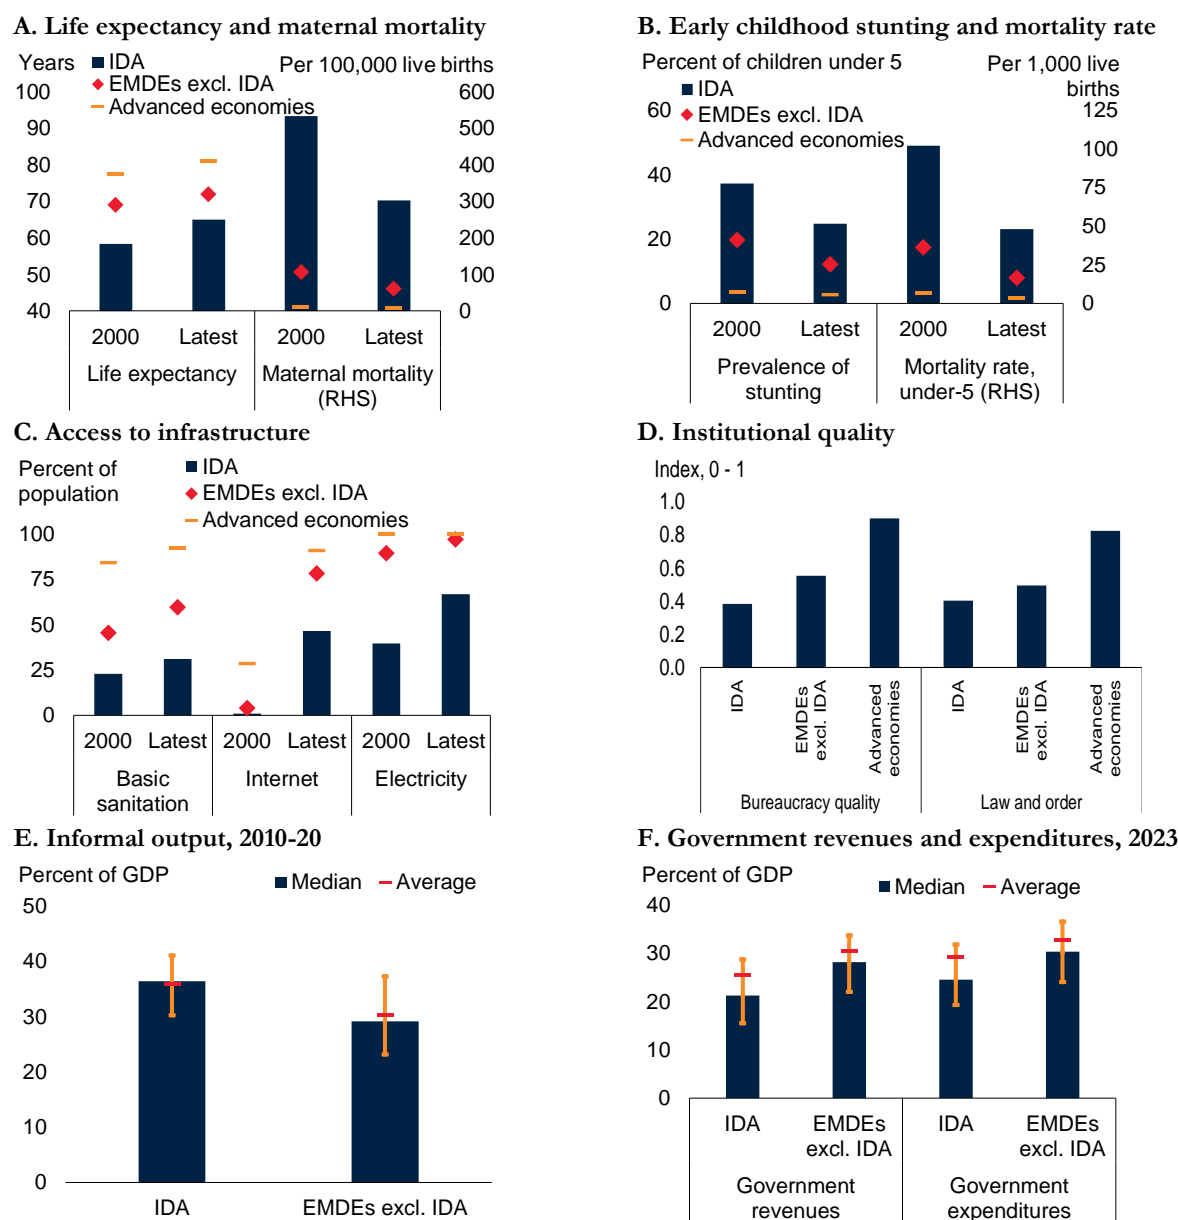 A. Life expectancy and maternal mortality
Years
IDA
Per 100,000 live births
EMDEs excl. IDA
Advanced economies
100
90
80
70
60
50
40
600
500
400
300
200
100
0
2000
Latest
2000
Latest
Life expectancy
Maternal mortality
(RHS)
B. Early childhood stunting and mortality rate
Percent of children under 5
Per 1,000 live
births
IDA
EMDEs excl. IDA
Advanced economies
60
40
20
0
125
100
75
50
25
0
2000
Latest
2000
Latest
Prevalence of
stunting
Mortality rate,
under-5 (RHS)
C. Access to infrastructure
Percent of
population
IDA
EMDEs excl. IDA
Advanced economies
100
75
50
25
0
2000
Latest
2000
Latest
2000
Latest
Basic
sanitation
Internet
Electricity
D. Institutional quality
Index, 0 - 1
1.0
0.8
0.6
0.4
0.2
0.0
IDA
EMDEs
excl. IDA
Advanced
economies
IDA
EMDEs
excl. IDA
Advanced
economies
Bureaucracy quality
Law and order
E. Informal output, 2010-20
Percent of GDP
Median
Average
50
40
30
20
10
0
IDA
EMDEs excl. IDA
F. Government revenues and expenditures, 2023
Percent of GDP
Median
Average
40
30
20
10
0
IDA
EMDEs
excl. IDA
IDA
EMDEs
excl. IDA
Government
revenues
Government
expenditures